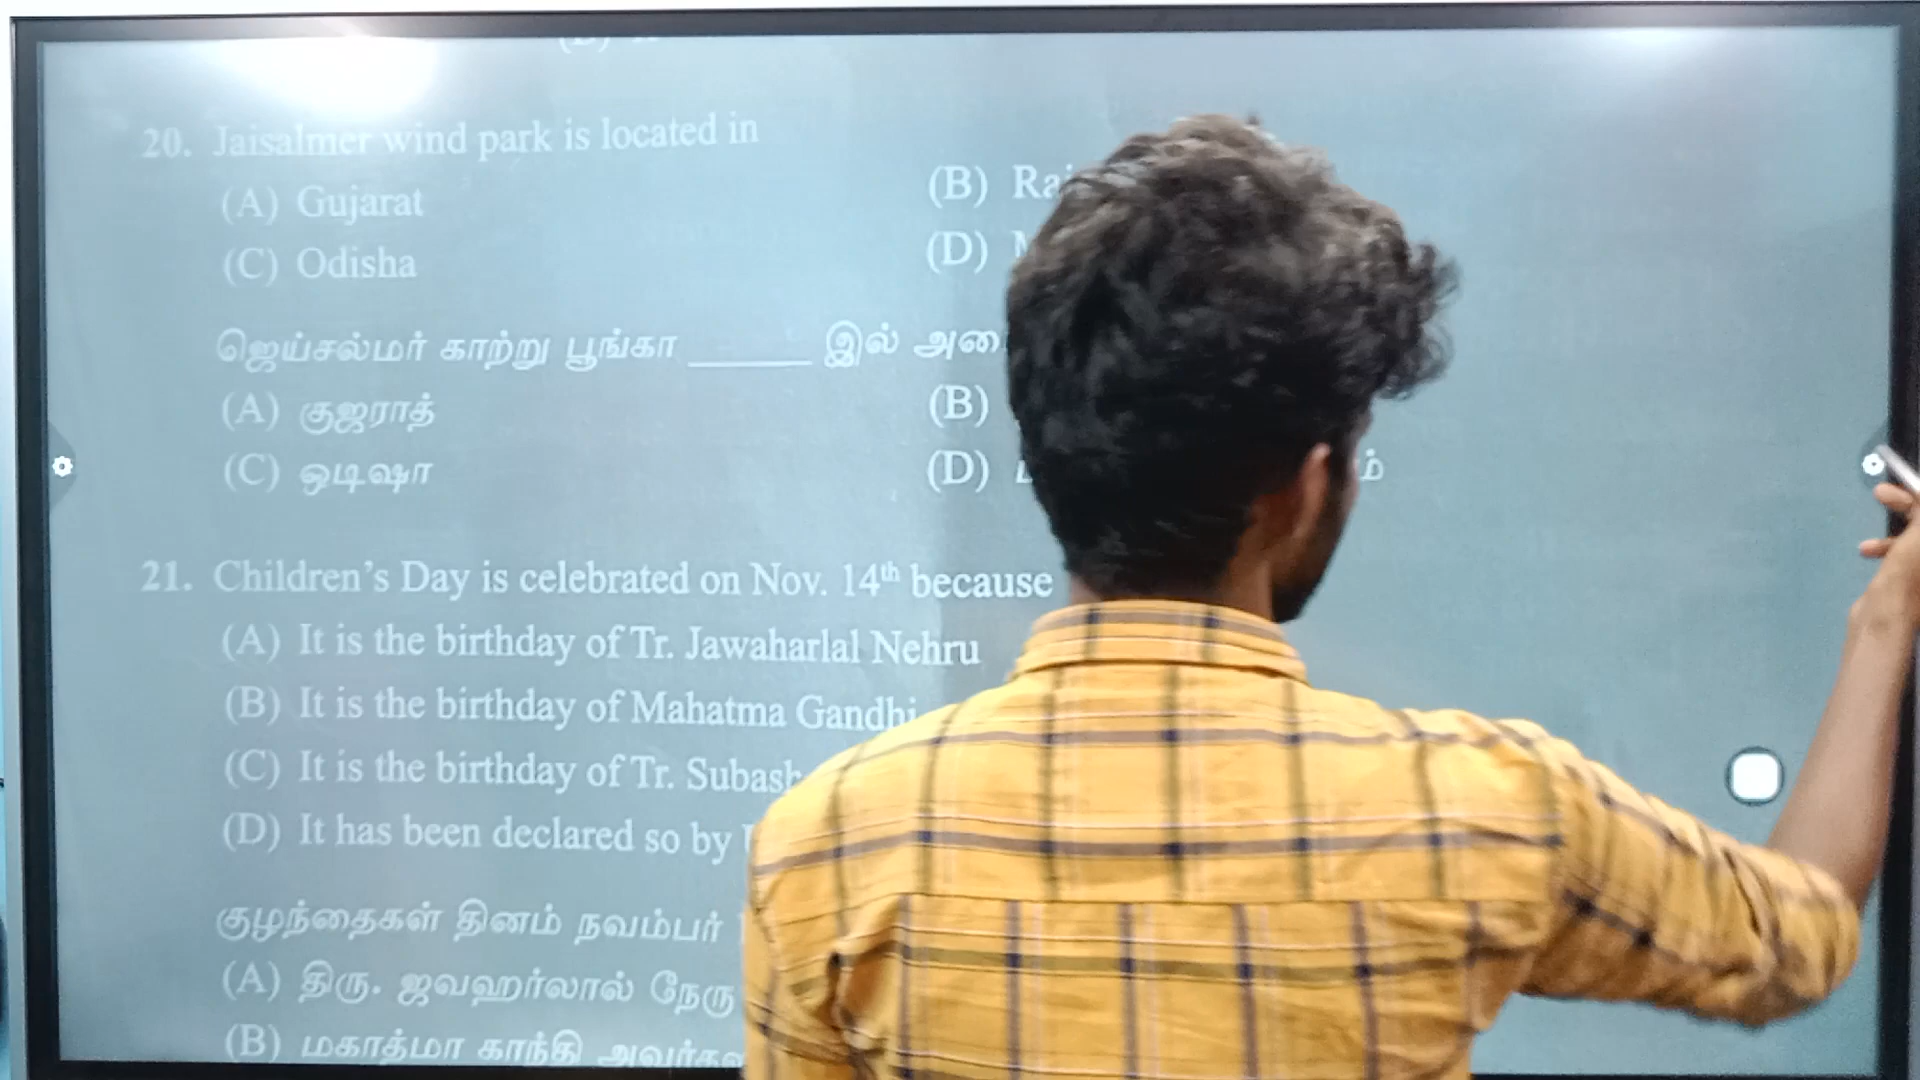 20. Jaisalmer wind park is located in
(A) Gujarat (B)
(C) Odisha (D)
ஜெய்சல்மர் காற்று பூங்கா ______ இல்
(A) குஜராத் (B)
(C) ஒடிஷா (D)
21. Children’s Day is celebrated on Nov. 14th because
(A) It is the birthday of Tr. Jawaharlal Nehru
(B) It is the birthday of Mahatma Gandhi
(C) It is the birthday of Tr. Subash
(D) It has been declared so by
குழந்தைகள் தினம் நவம்பர்
(A) திரு. ஜவஹர்லால் நேரு
(B) மகாத்மா காந்தி